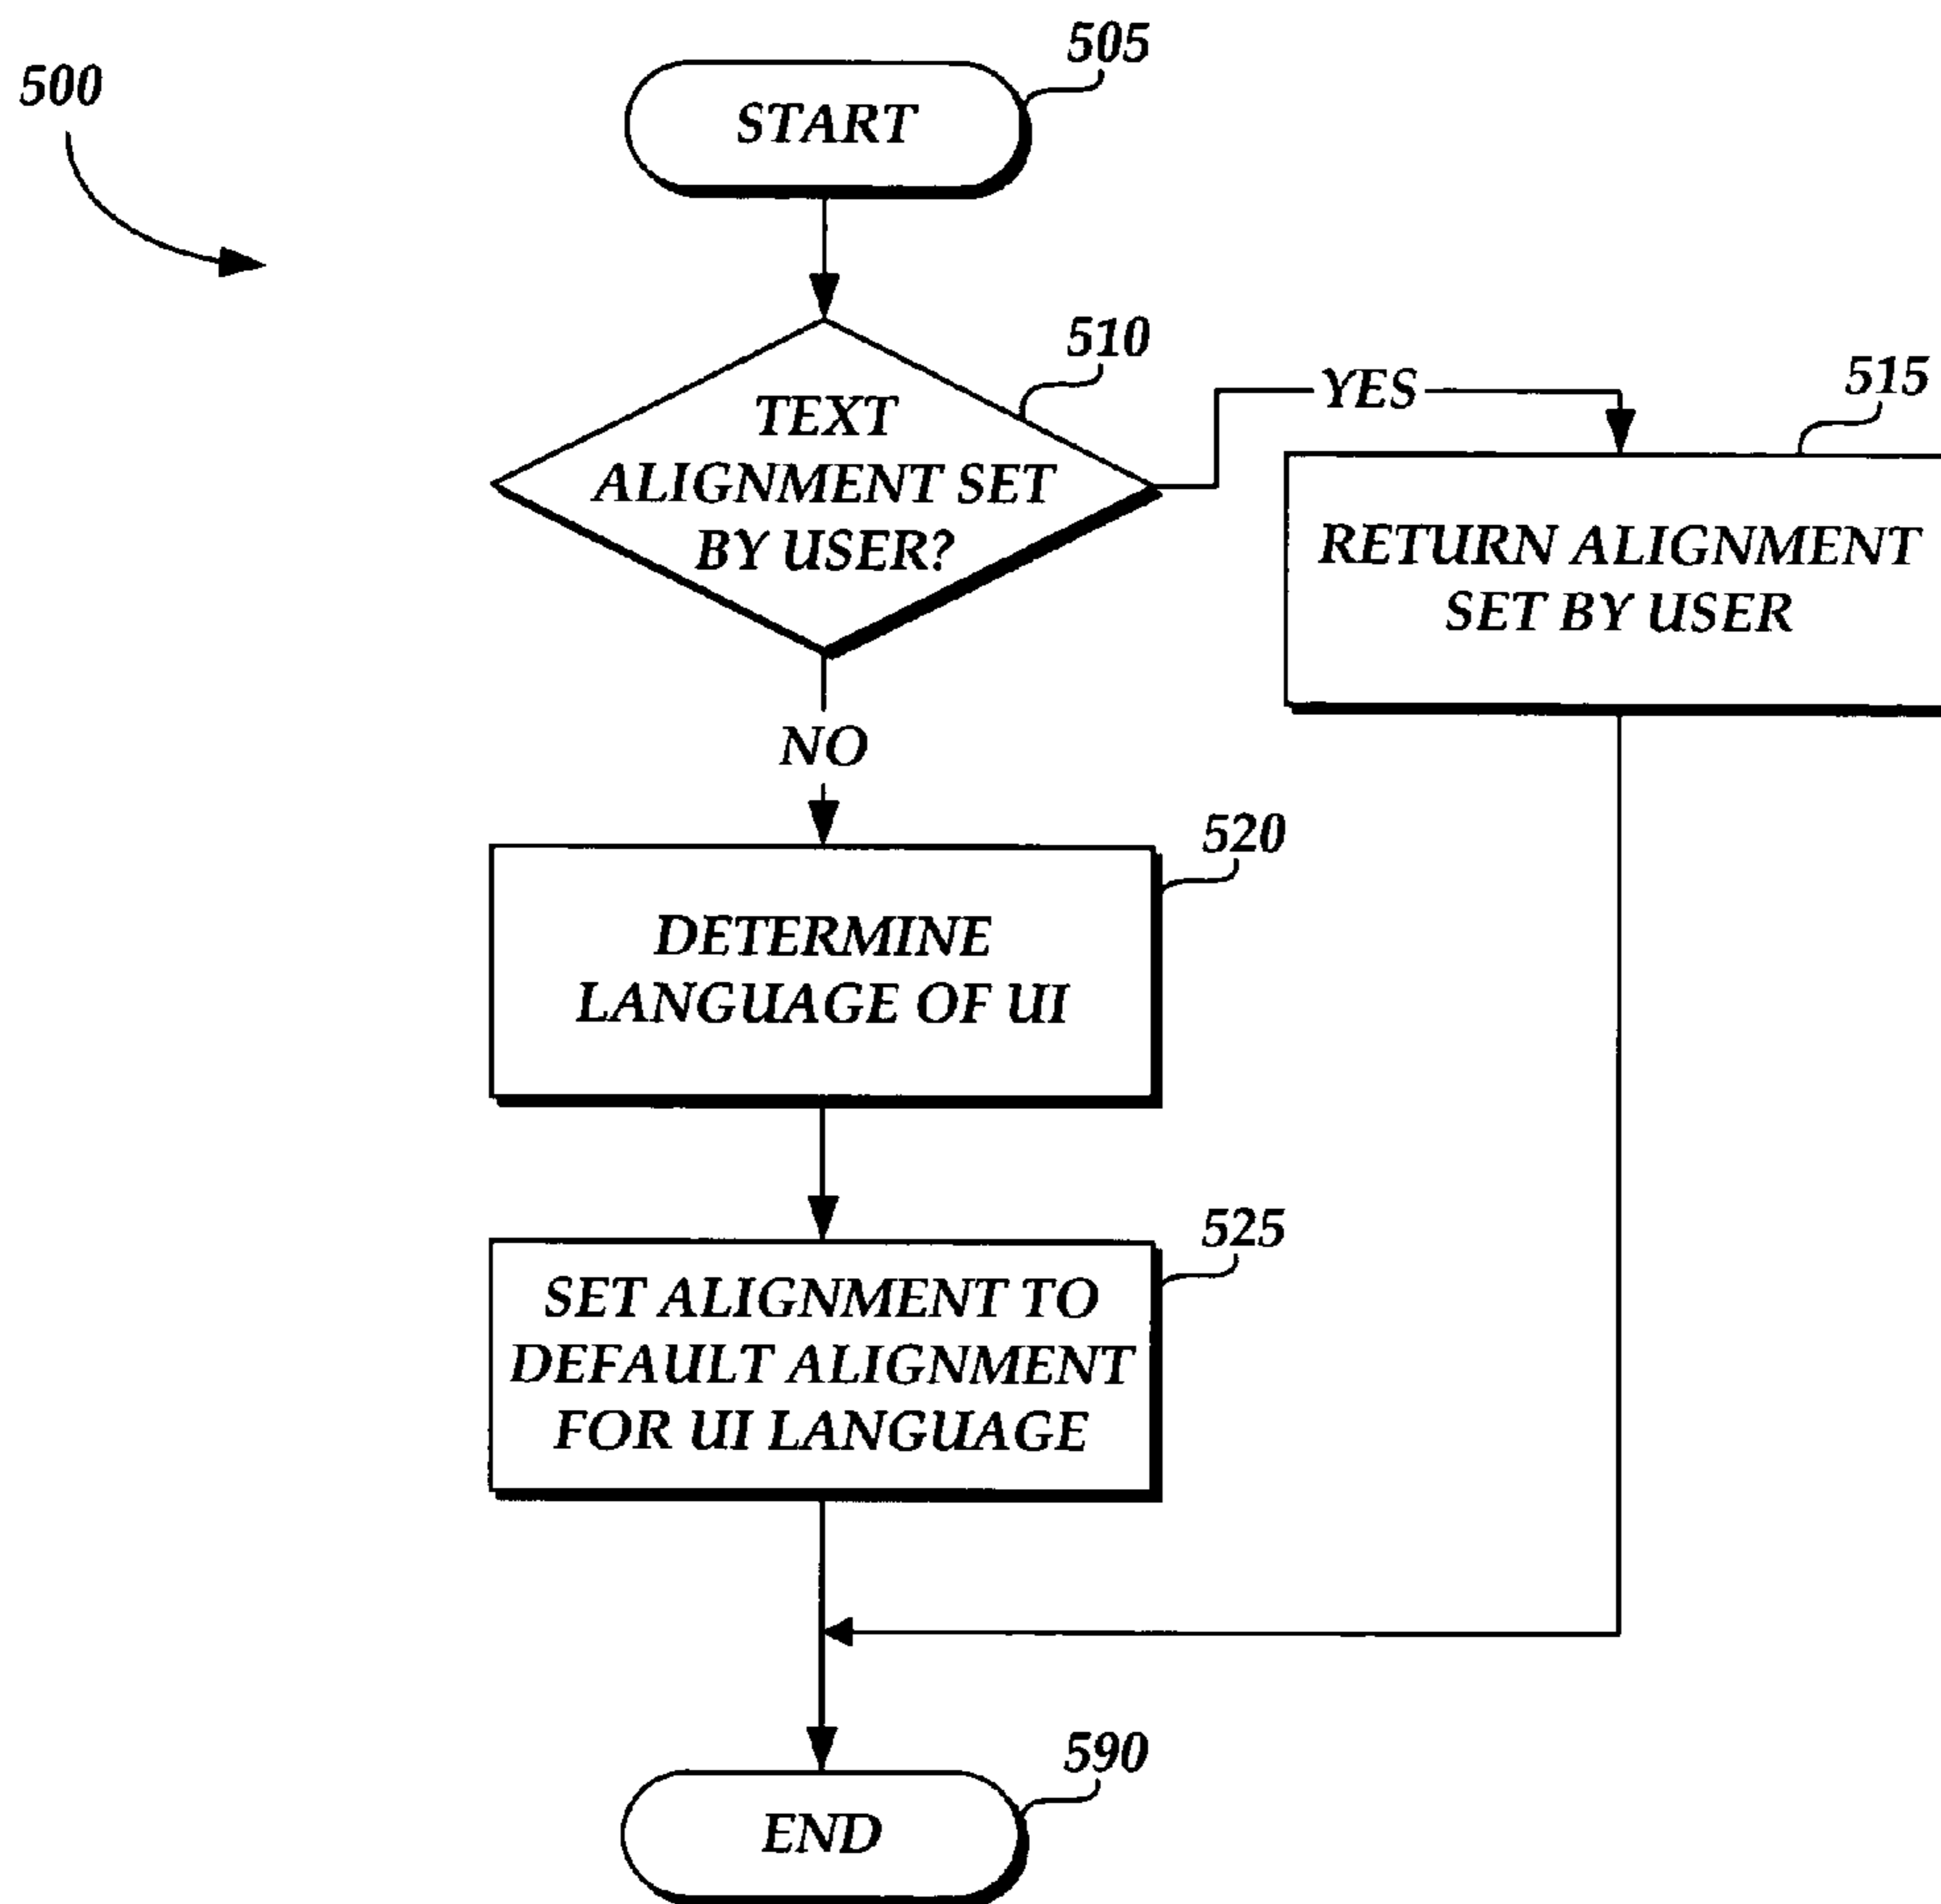 500
505
START
510
TEXT
ALIGNMENT SET
BY USER?
YES
515
RETURN ALIGNMENT
SET BY USER
NO
520
DETERMINE
LANGUAGE OF UI
525
SET ALIGNMENT TO
DEFAULT ALIGNMENT
FOR UI LANGUAGE
590
END